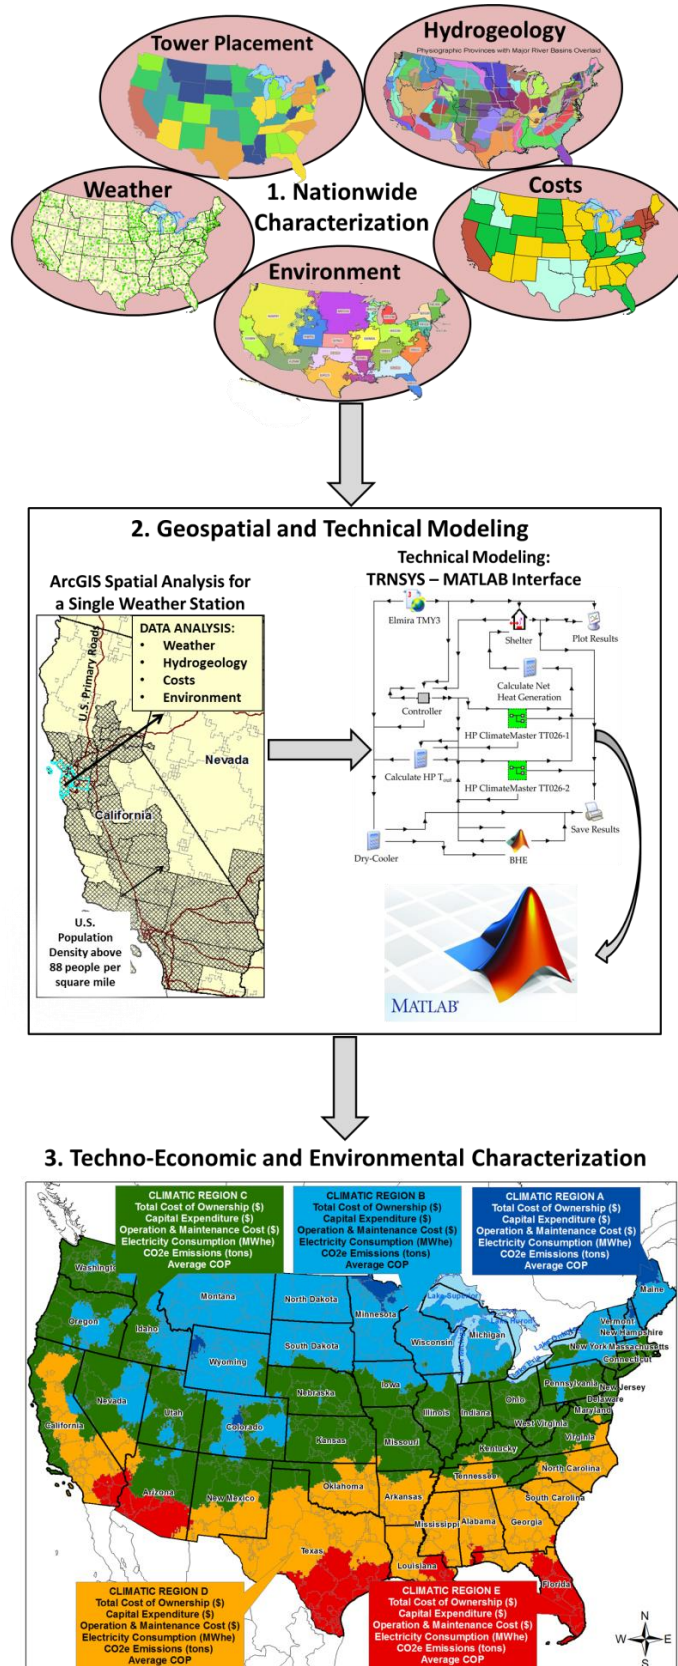 Tower Placement
Hydrogeology
Physiographic Provinces with Major River Basins Overlaid
Weather
1. Nationwide
Characterization
Costs
Environment
2. Geospatial and Technical Modeling
ArcGIS Spatial Analysis for
a Single Weather Station
Technical Modeling:
TRNSYS – MATLAB Interface
DATA ANALYSIS:
• Weather
• Hydrogeology
• Costs
• Environment
U.S. Primary Roads
Nevada
California
U.S.
Population
Density above
88 people per
square mile
Elmira TMY3
Shelter
Plot Results
Calculate Net
Heat Generation
Controller
HP ClimateMaster TT026-1
Calculate HP Tout
HP ClimateMaster TT026-2
Save Results
Dry-Cooler
BHE
MATLAB
3. Techno-Economic and Environmental Characterization
CLIMATIC REGION C
Total Cost of Ownership ($)
Capital Expenditure ($)
Operation & Maintenance Cost ($)
Electricity Consumption (MWhe)
CO2e Emissions (tons)
Average COP
CLIMATIC REGION B
Total Cost of Ownership ($)
Capital Expenditure ($)
Operation & Maintenance Cost ($)
Electricity Consumption (MWhe)
CO2e Emissions (tons)
Average COP
CLIMATIC REGION A
Total Cost of Ownership ($)
Capital Expenditure ($)
Operation & Maintenance Cost ($)
Electricity Consumption (MWhe)
CO2e Emissions (tons)
Average COP
Washington
Montana
North Dakota
Minnesota
Lake Superior
Maine
Oregon
Idaho
South Dakota
Wisconsin
Michigan
Lake Huron
Vermont
New Hampshire
Wyoming
New York
Massachusetts
Connecticut
Nebraska
Iowa
Pennsylvania
New Jersey
Nevada
Utah
Colorado
Illinois
Indiana
Ohio
Delaware
Maryland
California
Kansas
Missouri
West Virginia
Virginia
Kentucky
Arizona
New Mexico
Oklahoma
Arkansas
Tennessee
North Carolina
South Carolina
Mississippi
Alabama
Georgia
Texas
Louisiana
Florida
CLIMATIC REGION D
Total Cost of Ownership ($)
Capital Expenditure ($)
Operation & Maintenance Cost ($)
Electricity Consumption (MWhe)
CO2e Emissions (tons)
Average COP
CLIMATIC REGION E
Total Cost of Ownership ($)
Capital Expenditure ($)
Operation & Maintenance Cost ($)
Electricity Consumption (MWhe)
CO2e Emissions (tons)
Average COP
N
W
E
S